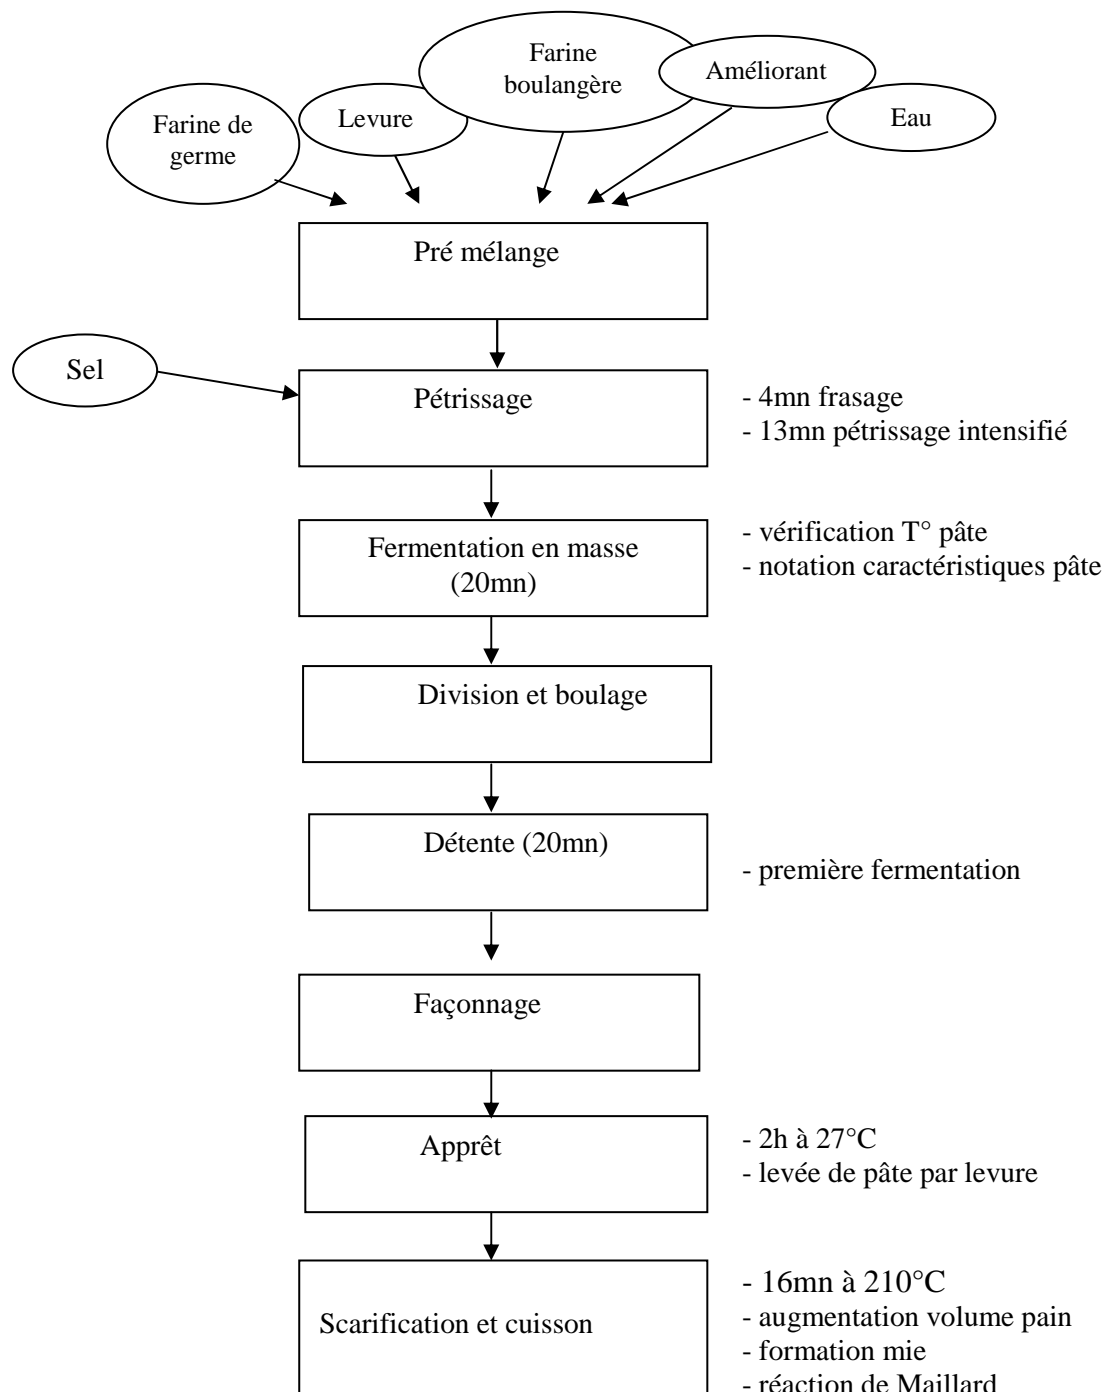 Farine
boulangère
Améliorant
Farine de
germe
Levure
Eau
Pré mélange
Sel
Pétrissage
- 4mn frasage
- 13mn pétrissage intensifié
Fermentation en masse
(20mn)
- vérification T° pâte
- notation caractéristiques pâte
Division et boulage
Détente (20mn)
- première fermentation
Façonnage
Apprêt
- 2h à 27°C
- levée de pâte par levure
Scarification et cuisson
- 16mn à 210°C
- augmentation volume pain
- formation mie
- réaction de Maillard